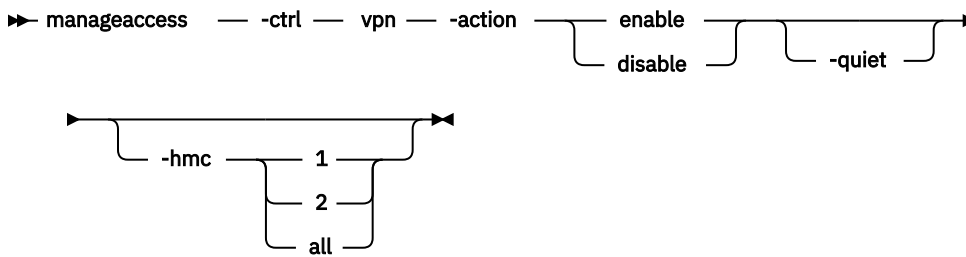 manageaccess -ctrl vpn -action enable
disable -quiet
-hmc 1
2
all